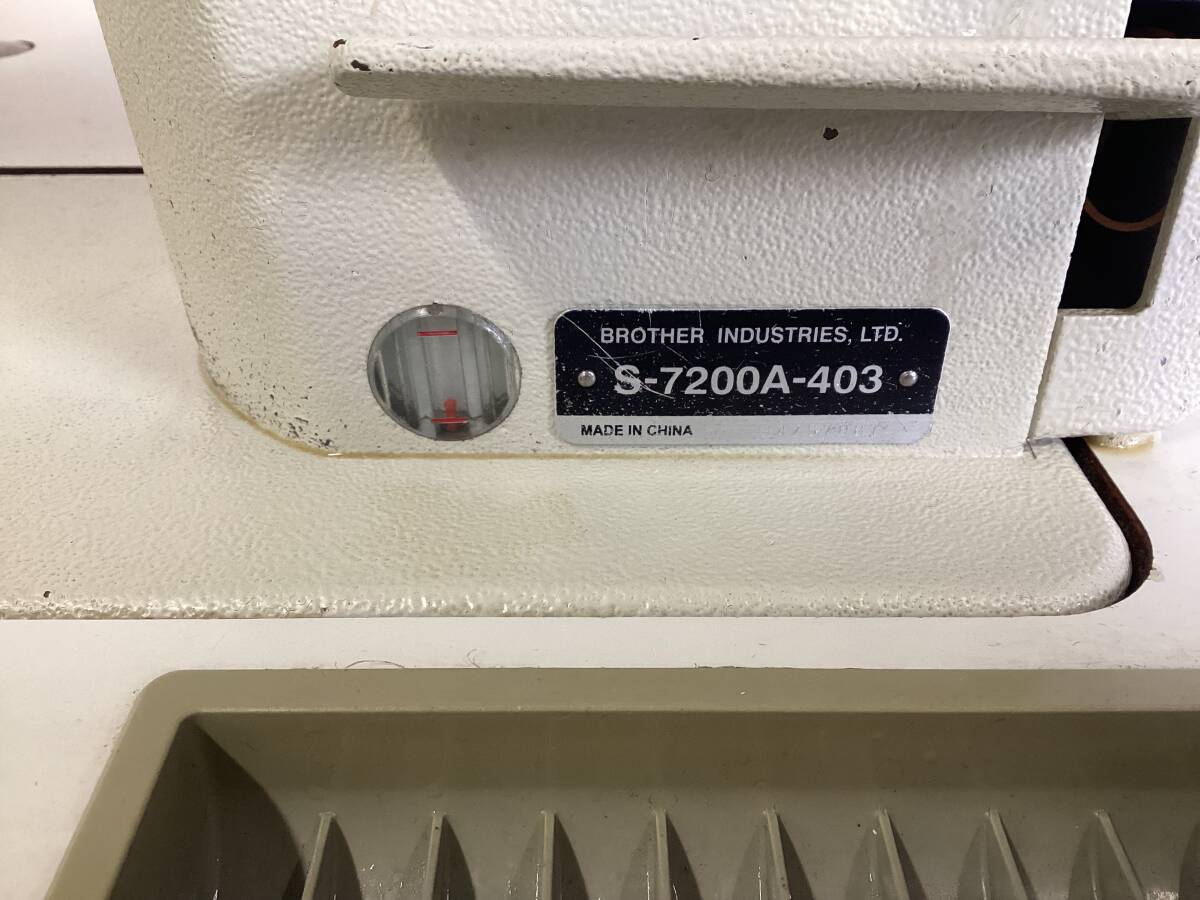 BROTHER INDUSTRIES, LTD.
S-7200A-403
MADE IN CHINA